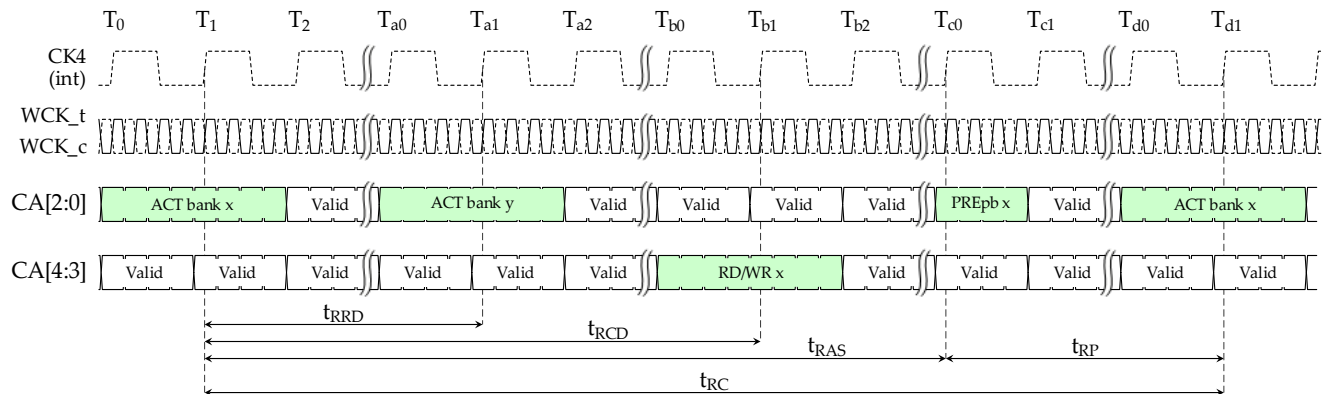 T0 T1 T2 Ta0 Ta1 Ta2 Tb0 Tb1 Tb2 Tc0 Tc1 Td0 Td1
CK4
(int)
WCK_t
WCK_c
CA[2:0] ACT bank x Valid ACT bank y Valid Valid Valid Valid PREpb x Valid ACT bank x
CA[4:3] Valid Valid Valid Valid Valid Valid RD/WR x Valid Valid Valid Valid Valid
tRRD
tRCD
tRAS tRP
tRC